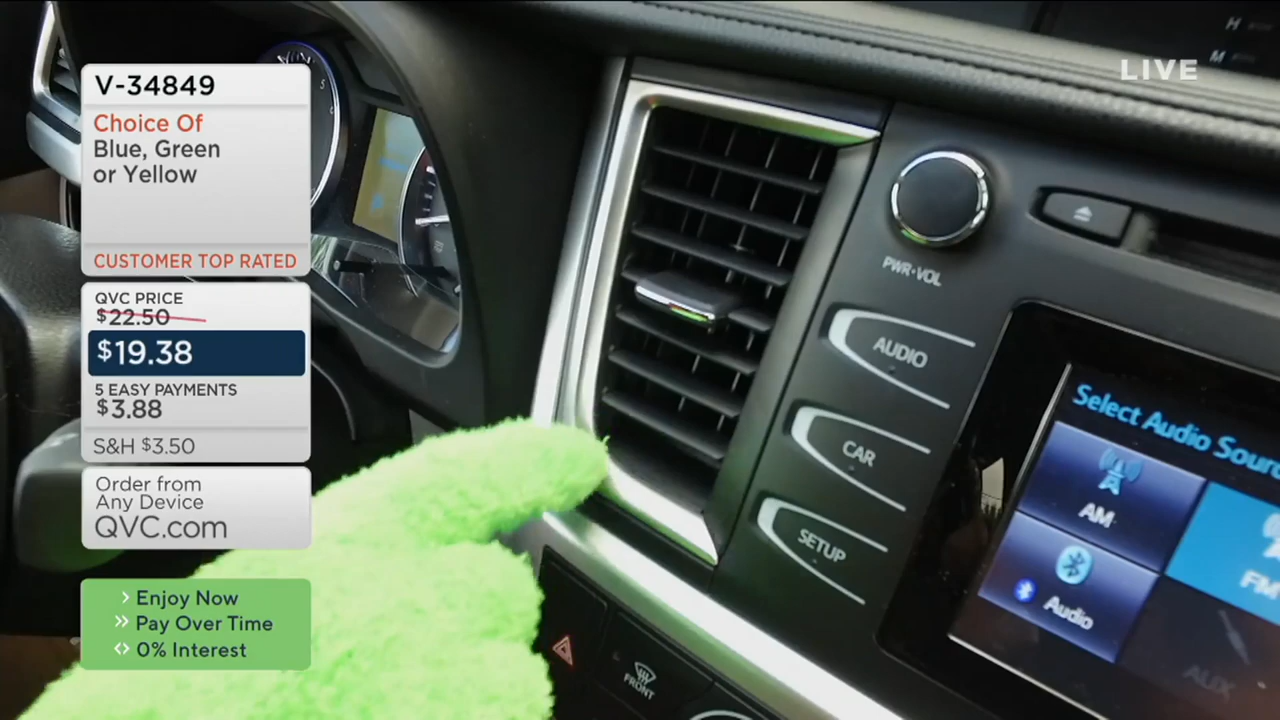 V-34849
Choice Of
Blue, Green
or Yellow
CUSTOMER TOP RATED
QVC PRICE
$22.50
$19.38
5 EASY PAYMENTS
$3.88
S&H $3.50
Order from
Any Device
QVC.com
> Enjoy Now
>> Pay Over Time
<> 0% Interest
LIVE
H
M
PWR•VOL
AUDIO
CAR
SETUP
Select Audio Sour
AM
FM
Audio
AUX
FRONT